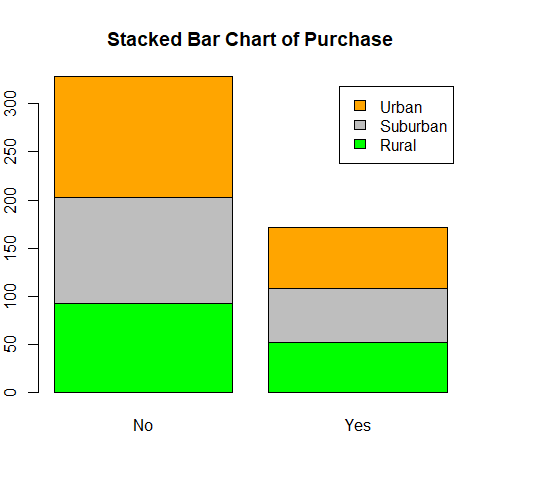 Stacked Bar Chart of Purchase
300
250
200
150
100
50
0
Urban
Suburban
Rural
No
Yes